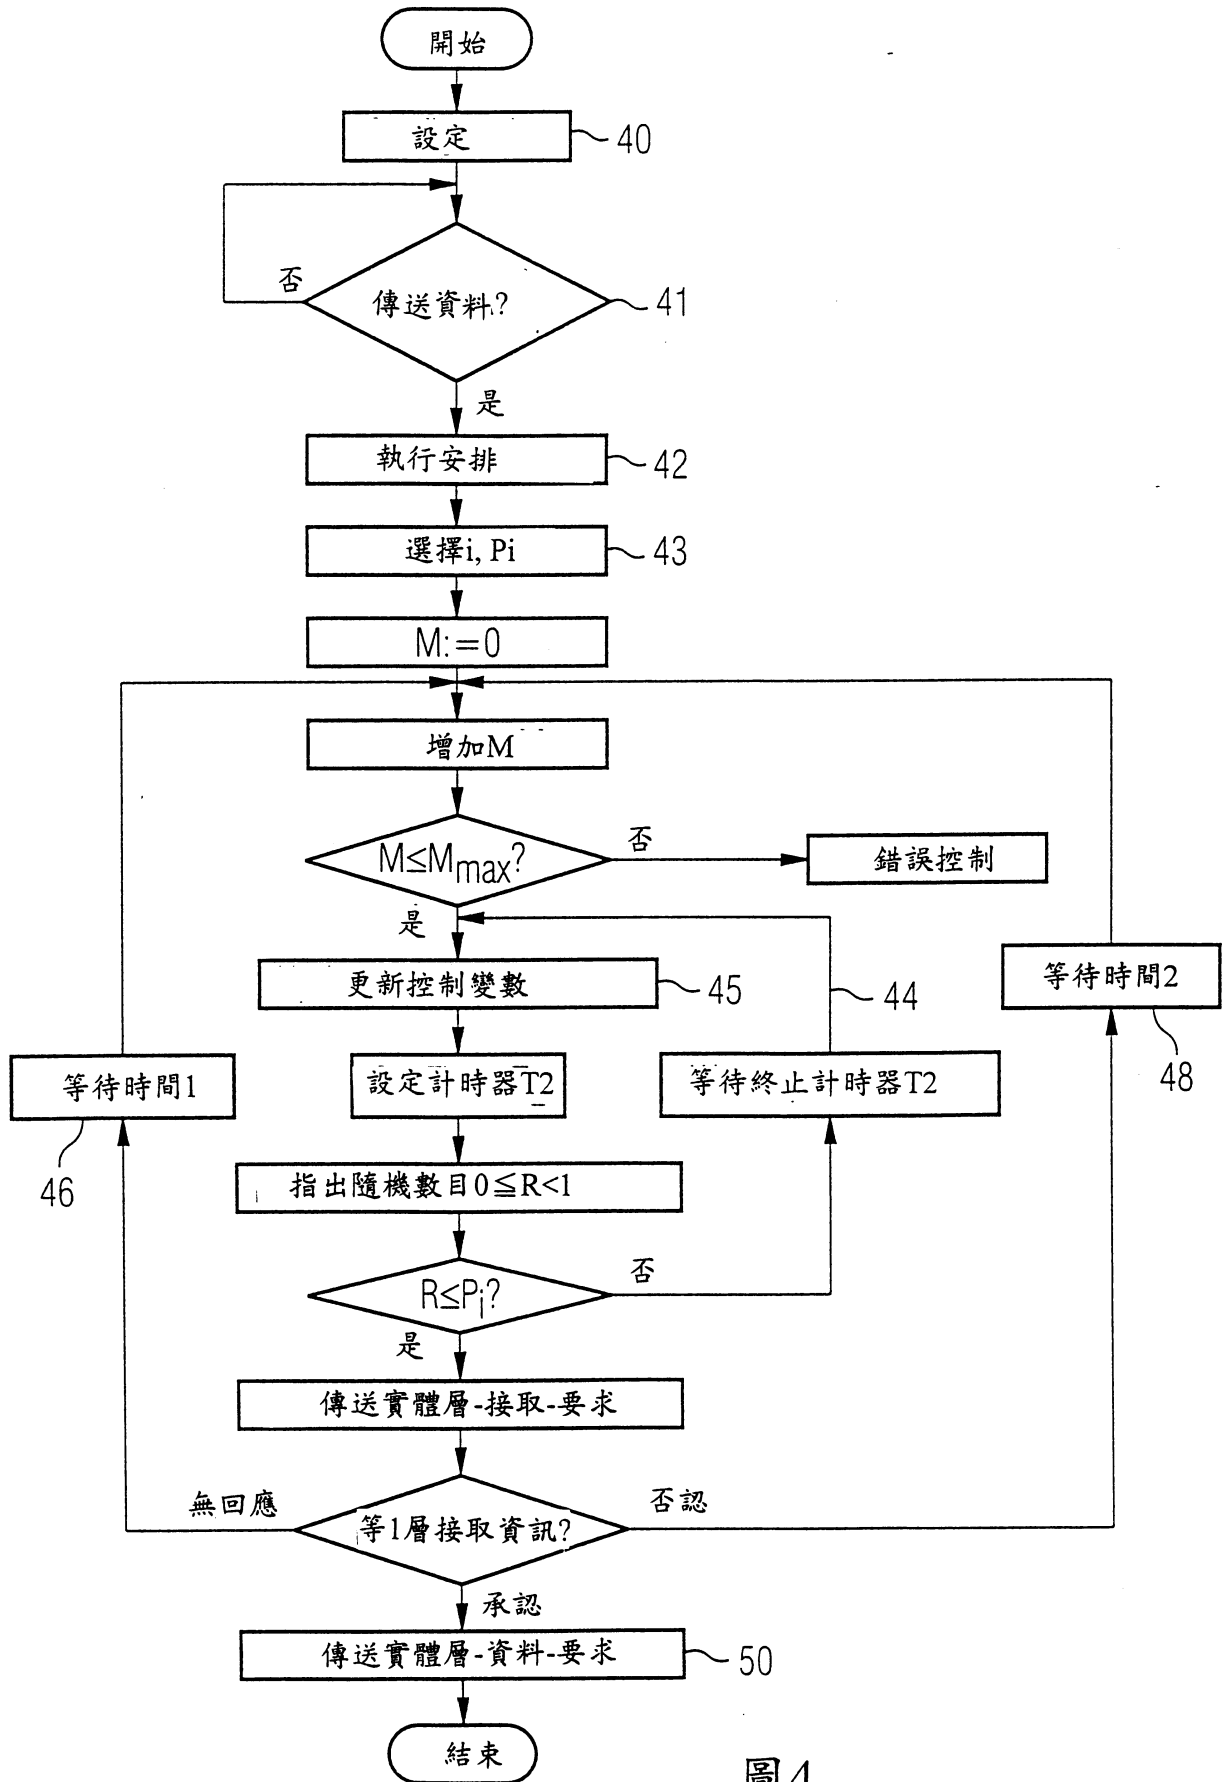 開始
設定
40
否
傳送資料?
41
是
執行安排
42
選擇i, Pi
43
M:=0
增加M
M≤Mmax?
否
錯誤控制
是
更新控制變數
45
44
等待時間2
48
等待時間1
46
設定計時器T2
等待終止計時器T2
指出隨機數目0≦R<1
R≤Pi?
否
是
傳送實體層-接取-要求
無回應
等1層接取資訊?
否認
承認
傳送實體層-資料-要求
50
結束
圖4